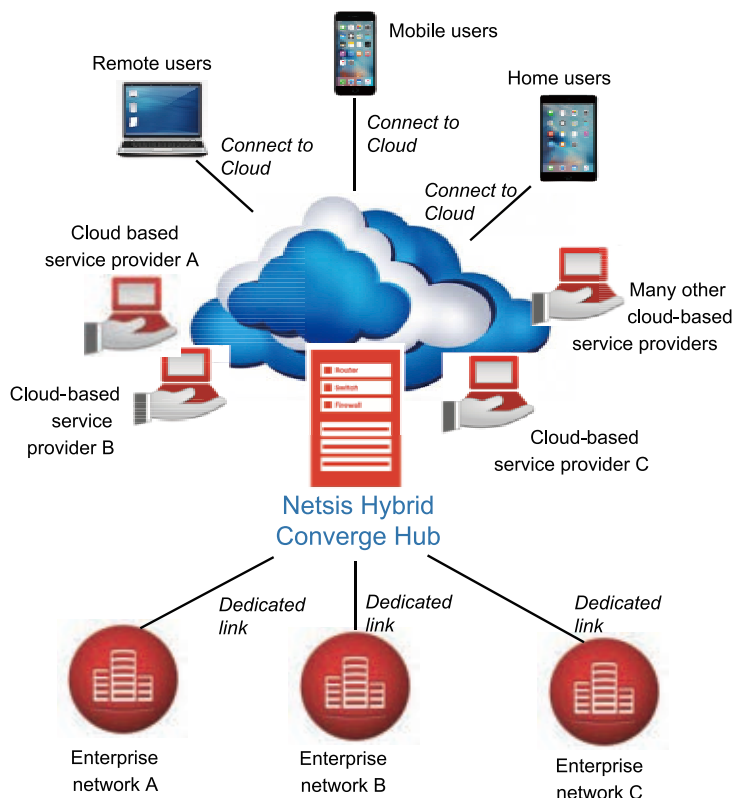 Mobile users
Remote users
Home users
Connect to
Cloud
Connect to
Cloud
Connect to
Cloud
Cloud based
service provider A
Many other
cloud-based
service providers
Cloud-based
service
provider B
Router
Switch
Firewall
Cloud-based
service provider C
Netsis Hybrid
Converge Hub
Dedicated
link
Dedicated
link
Dedicated
link
Enterprise
network A
Enterprise
network B
Enterprise
network C